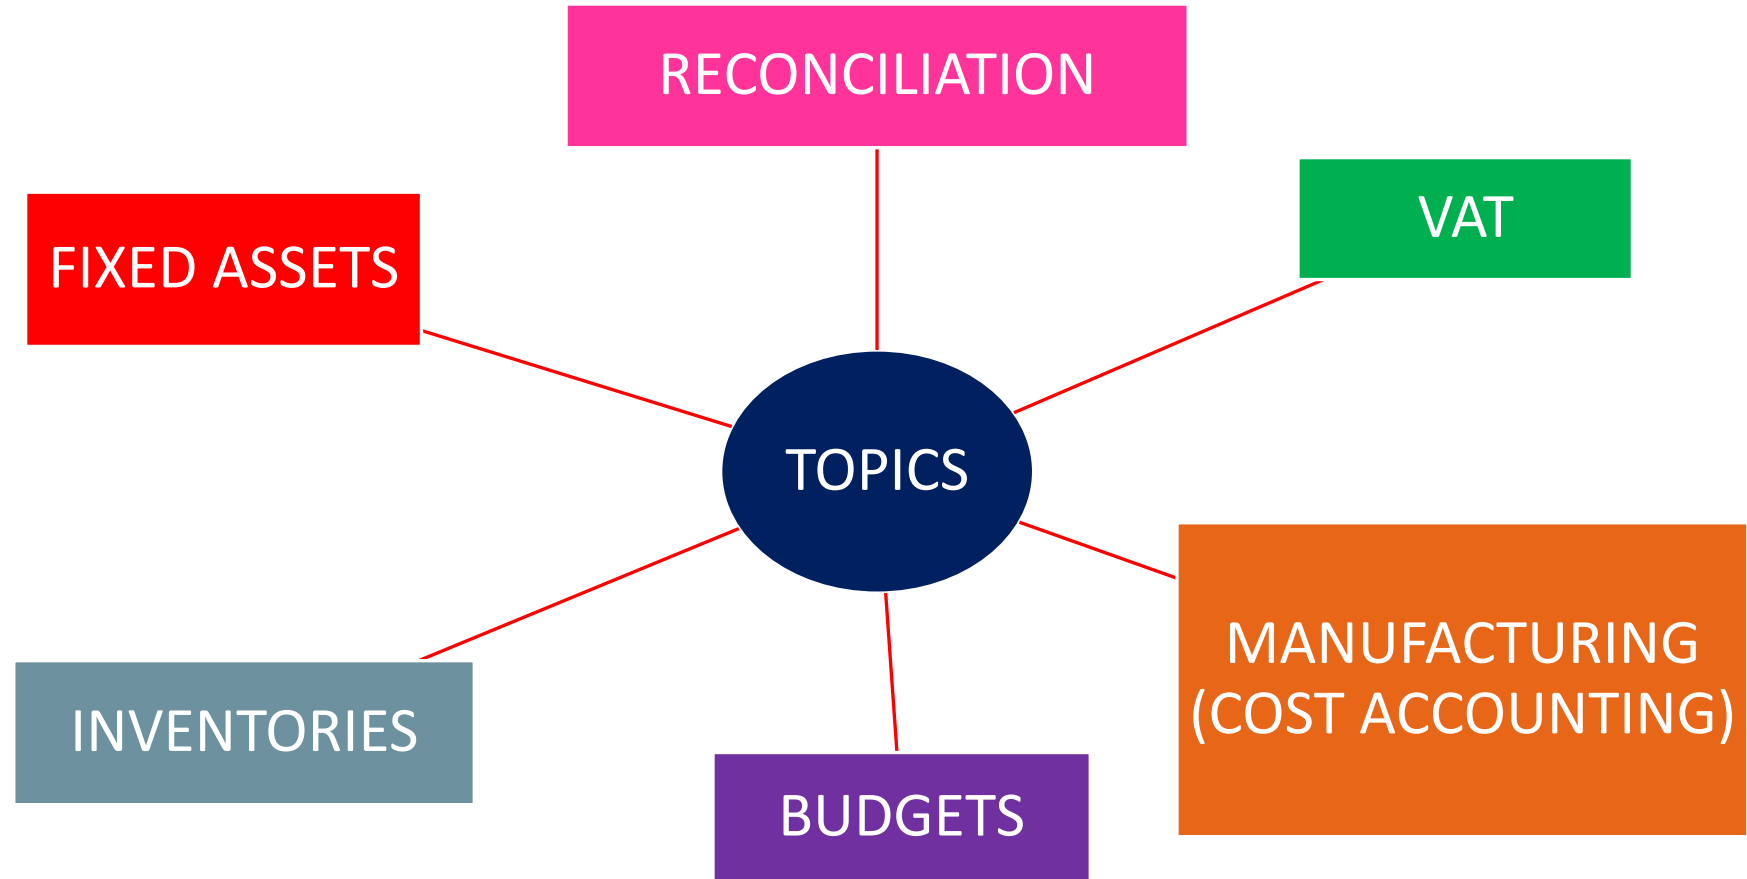 RECONCILIATION
VAT
FIXED ASSETS
TOPICS
MANUFACTURING
(COST ACCOUNTING)
INVENTORIES
BUDGETS